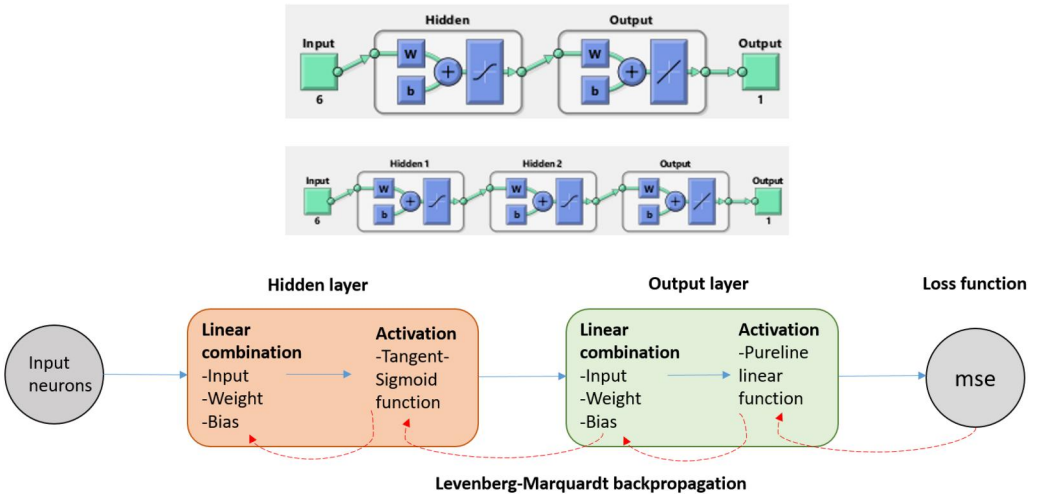 Hidden
Output
Input
Output
W
b
+
W
b
+
6
1
Hidden 1
Hidden 2
Output
Input
Output
W
b
+
W
b
+
W
b
+
6
1
Hidden layer
Output layer
Loss function
Input
neurons
Linear
combination
-Input
-Weight
-Bias
Activation
-Tangent-
Sigmoid
function
Linear
combination
-Input
-Weight
-Bias
Activation
-Pureline
linear
function
mse
Levenberg-Marquardt backpropagation